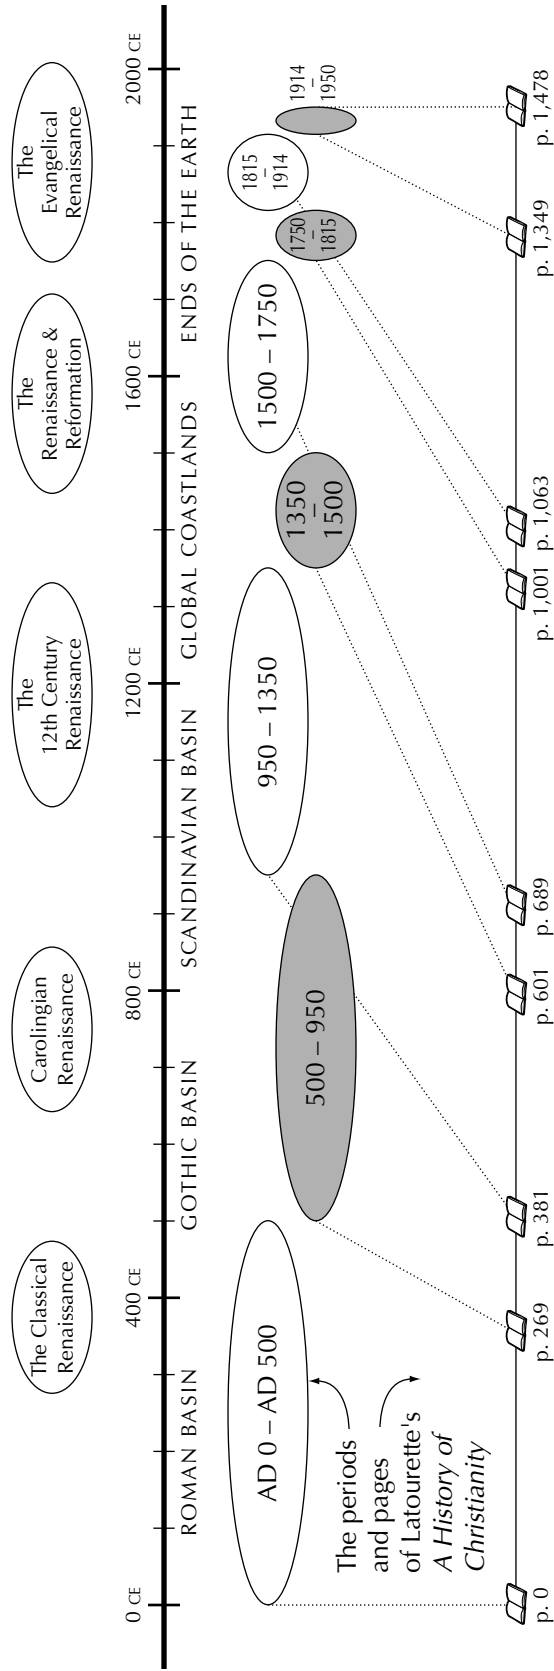 The Classical
Renaissance
Carolingian
Renaissance
The
12th Century
Renaissance
The
Renaissance &
Reformation
The
Evangelical
Renaissance
0 CE
400 CE
800 CE
1200 CE
1600 CE
2000 CE
ROMAN BASIN
GOTHIC BASIN
SCANDINAVIAN BASIN
GLOBAL COASTLANDS
ENDS OF THE EARTH
AD 0 – AD 500
500 – 950
950 – 1350
1350
–
1500
1500 – 1750
1750
–
1815
1815
–
1914
1914
–
1950
The periods
and pages
of Latourette's
A History of
Christianity
p. 0
p. 269
p. 381
p. 601
p. 689
p. 1,001
p. 1,063
p. 1,349
p. 1,478